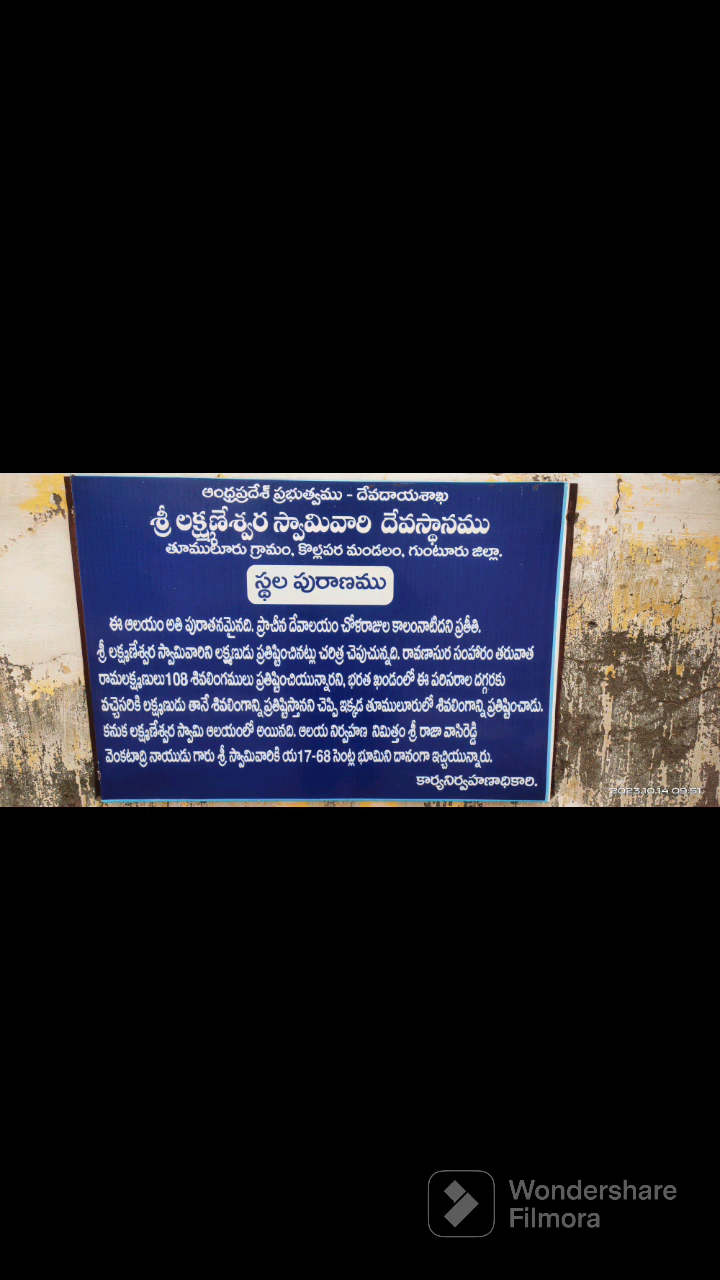 ఆంధ్రప్రదేశ్ ప్రభుత్వము - దేవదాయశాఖ
శ్రీ లక్ష్మణేశ్వర స్వామివారి దేవస్థానము
తూములూరు గ్రామం, కొల్లిపర మండలం, గుంటూరు జిల్లా.
స్థల పురాణము
ఈ ఆలయం అతి పురాతనమైనది. ప్రాచీన దేవాలయం చోళరాజుల కాలంనాటిదని ప్రతీతి.
శ్రీ లక్ష్మణేశ్వర స్వామివారిని లక్ష్మణుడు ప్రతిష్టించినట్లు చరిత్ర చెపుచున్నది. రావణాసుర సంహారం తరువాత
రామలక్ష్మణులు108 శివలింగములు ప్రతిష్టించియున్నారని, భరత ఖండంలో ఈ పరిసరాల దగ్గరకు
వచ్చేసరికి లక్ష్మణుడు తానే శివలింగాన్ని ప్రతిష్టిస్తానని చెప్పి ఇక్కడ తూములూరులో శివలింగాన్ని ప్రతిష్టించాడు.
కనుక లక్ష్మణేశ్వర స్వామి ఆలయంలో అయినది. ఆలయ నిర్వహణ నిమిత్తం శ్రీ రాజా వాసిరెడ్డి
వెంకటాద్రి నాయుడు గారు శ్రీ స్వామివారికి య17-68 సెంట్ల భూమిని దానంగా ఇచ్చియున్నారు.
కార్యనిర్వహణాధికారి.
2023.10.14 09:51
Wondershare
Filmora